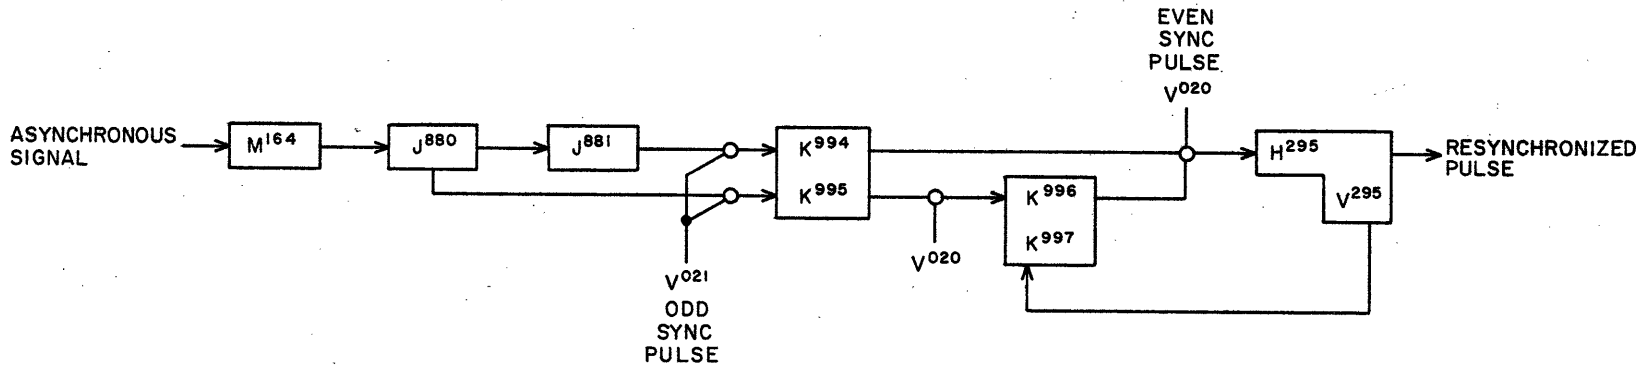 EVEN
SYNC
PULSE
V020
ASYNCHRONOUS
SIGNAL
M164
J880
J881
K994
K995
K996
K997
H295
V295
RESYNCHRONIZED
PULSE
V021
ODD
SYNC
PULSE
V020